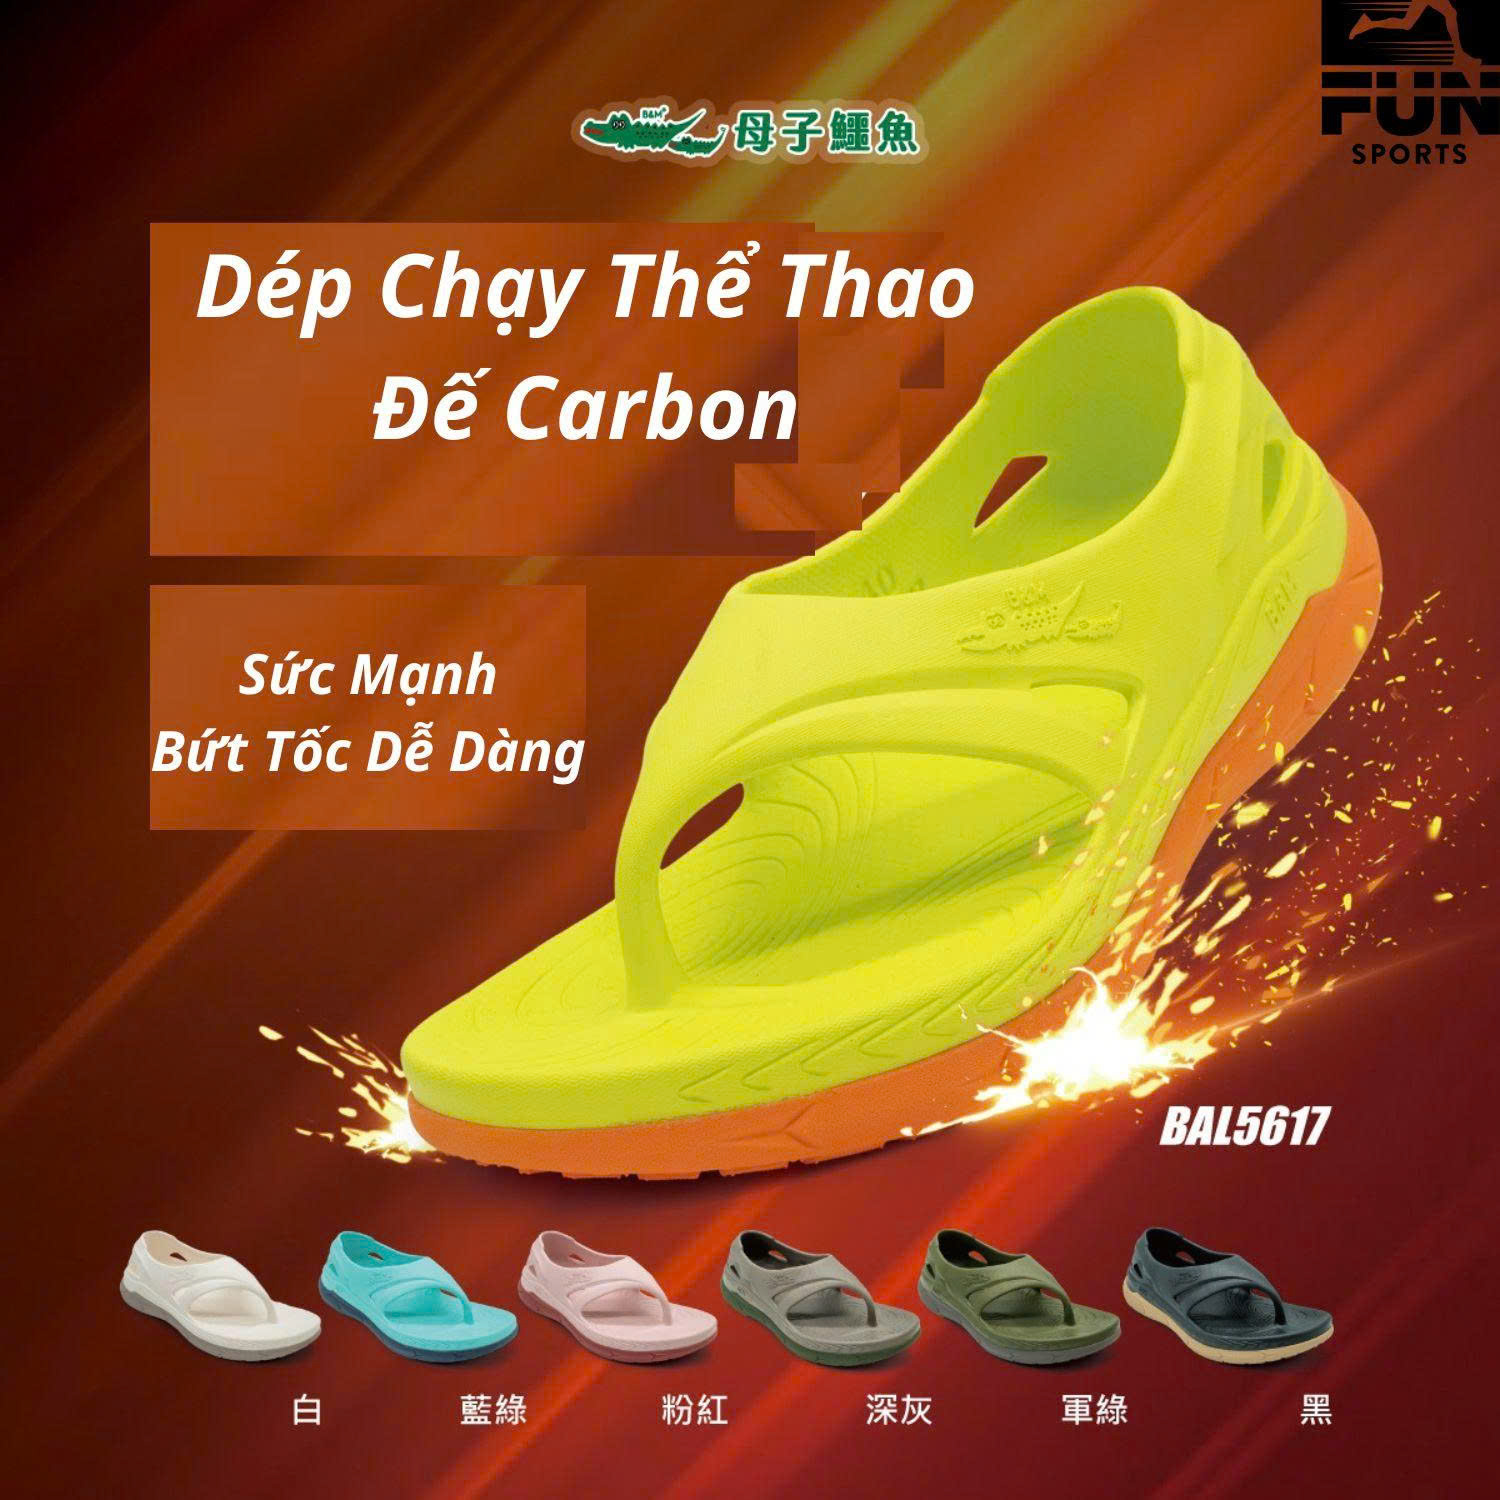 B&M 母子鱷魚
FUN
SPORTS
Dép Chạy Thể Thao
Đế Carbon
Sức Mạnh
Bứt Tốc Dễ Dàng
B&M
B&M
BAL5617
白 藍綠 粉紅 深灰 軍綠 黑